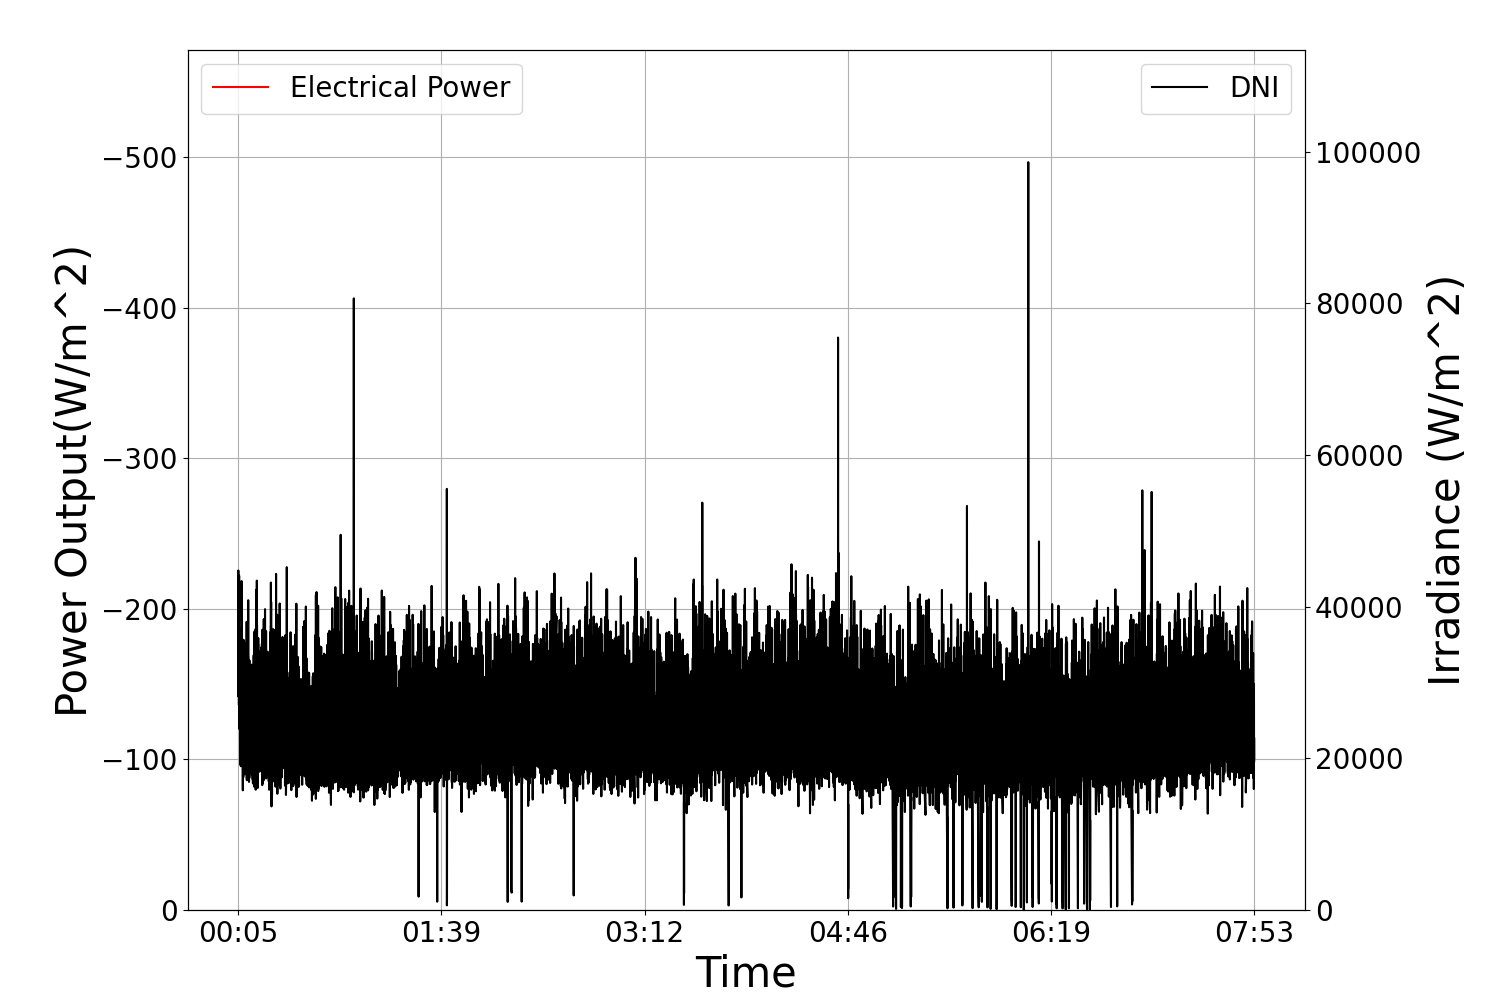 Electrical Power
DNI
Power Output(W/m^2)
−500
−400
−300
−200
−100
0
100000
80000
60000
40000
20000
0
Irradiance (W/m^2)
00:05 01:39 03:12 04:46 06:19 07:53
Time